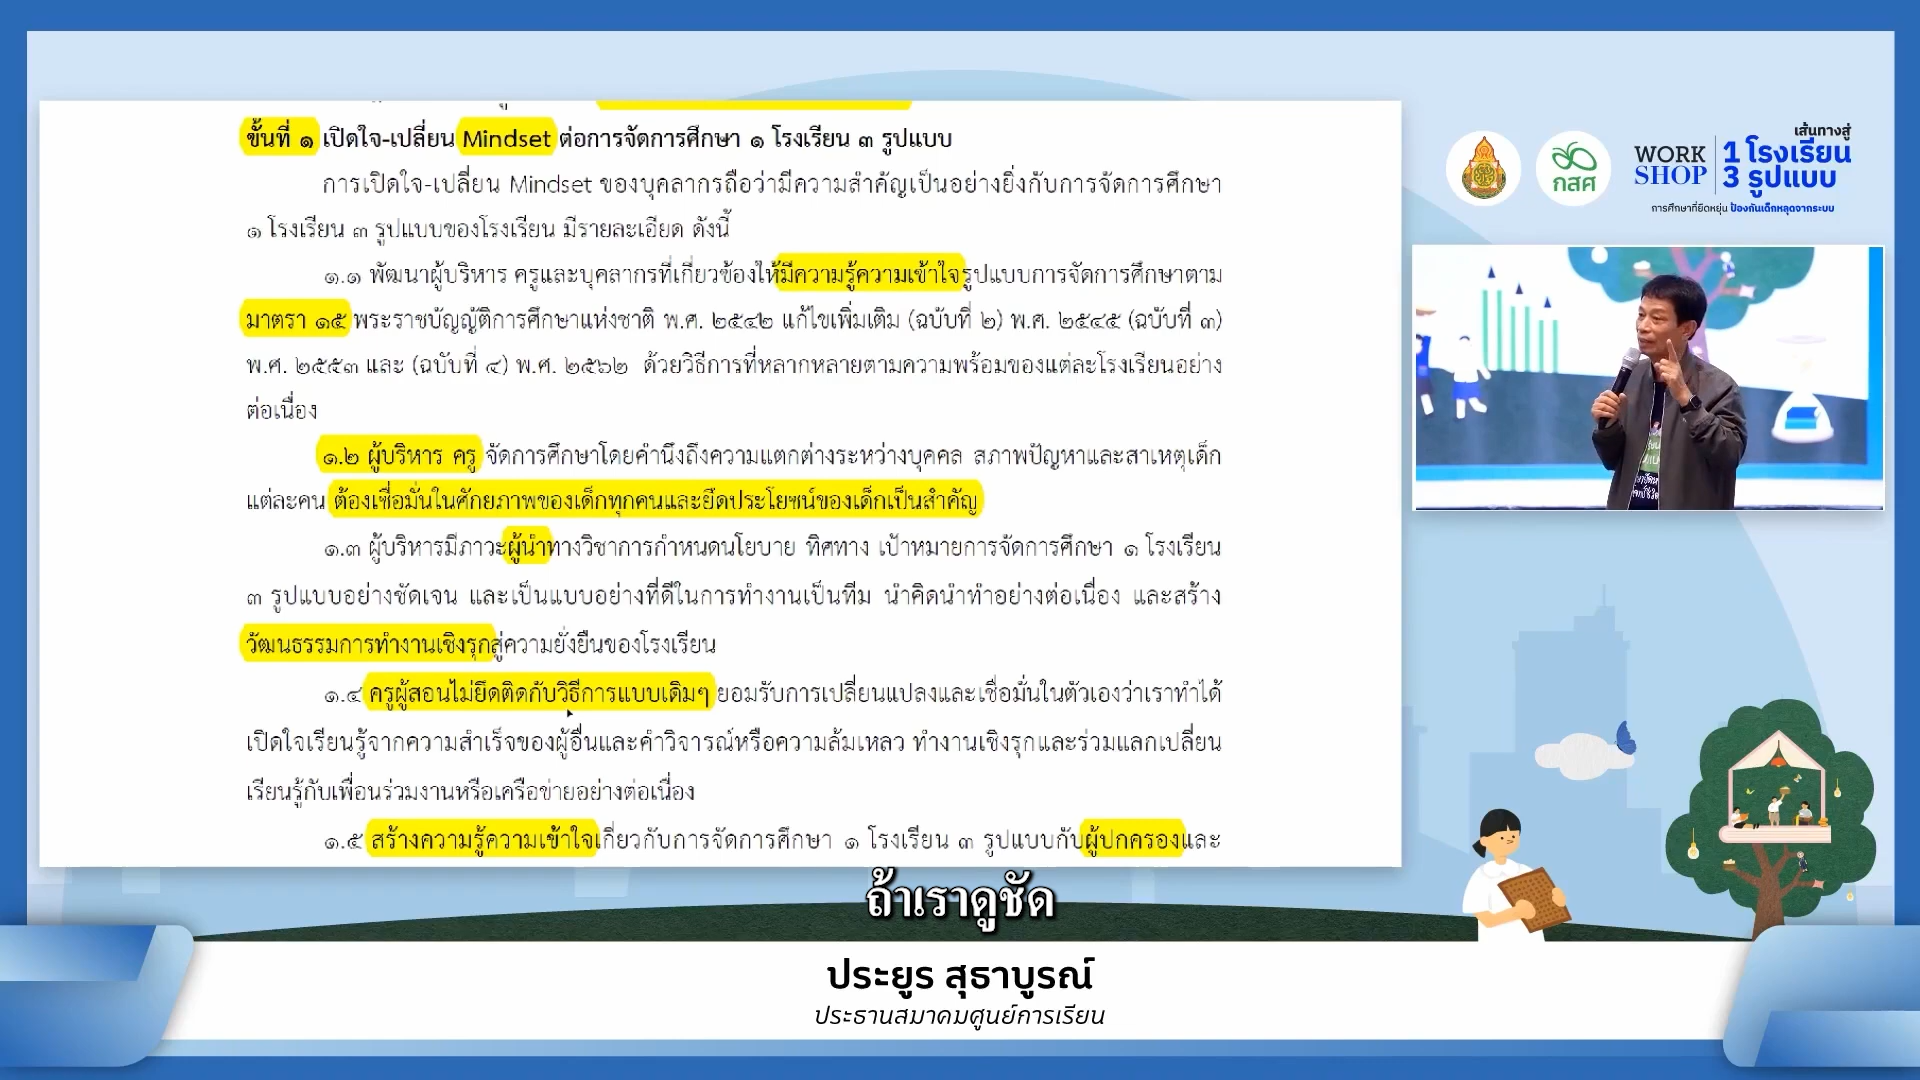 ขั้นที่ ๑ เปิดใจ-เปลี่ยน Mindset ต่อการจัดการศึกษา ๑ โรงเรียน ๓ รูปแบบ
การเปิดใจ-เปลี่ยน Mindset ของบุคลากรถือว่ามีความสำคัญเป็นอย่างยิ่งกับการจัดการศึกษา
๑ โรงเรียน ๓ รูปแบบของโรงเรียน มีรายละเอียด ดังนี้
๑.๑ พัฒนาผู้บริหาร ครูและบุคลากรที่เกี่ยวข้องให้มีความรู้ความเข้าใจรูปแบบการจัดการศึกษาตาม
มาตรา ๑๕ พระราชบัญญัติการศึกษาแห่งชาติ พ.ศ. ๒๕๔๒ แก้ไขเพิ่มเติม (ฉบับที่ ๒) พ.ศ. ๒๕๔๕ (ฉบับที่ ๓)
พ.ศ. ๒๕๕๓ และ (ฉบับที่ ๔) พ.ศ. ๒๕๖๒ ด้วยวิธีการที่หลากหลายตามความพร้อมของแต่ละโรงเรียนอย่าง
ต่อเนื่อง
๑.๒ ผู้บริหาร ครู จัดการศึกษาโดยคำนึงถึงความแตกต่างระหว่างบุคคล สภาพปัญหาและสาเหตุเด็ก
แต่ละคน ต้องเชื่อมั่นในศักยภาพของเด็กทุกคนและยึดประโยชน์ของเด็กเป็นสำคัญ
๑.๓ ผู้บริหารมีภาวะผู้นำทางวิชาการกำหนดนโยบาย ทิศทาง เป้าหมายการจัดการศึกษา ๑ โรงเรียน
๓ รูปแบบอย่างชัดเจน และเป็นแบบอย่างที่ดีในการทำงานเป็นทีม นำคิดนำทำอย่างต่อเนื่อง และสร้าง
วัฒนธรรมการทำงานเชิงรุกสู่ความยั่งยืนของโรงเรียน
๑.๔ ครูผู้สอนไม่ยึดติดกับวิธีการแบบเดิมๆ ยอมรับการเปลี่ยนแปลงและเชื่อมั่นในตัวเองว่าเราทำได้
เปิดใจเรียนรู้จากความสำเร็จของผู้อื่นและคำวิจารณ์หรือความล้มเหลว ทำงานเชิงรุกและร่วมแลกเปลี่ยน
เรียนรู้กับเพื่อนร่วมงานหรือเครือข่ายอย่างต่อเนื่อง
๑.๕ สร้างความรู้ความเข้าใจเกี่ยวกับการจัดการศึกษา ๑ โรงเรียน ๓ รูปแบบกับผู้ปกครองและ
กสศ
WORK
SHOP
เส้นทางสู่
1 โรงเรียน
3 รูปแบบ
การศึกษาที่ยืดหยุ่น ป้องกันเด็กหลุดจากระบบ
ถ้าเราดูชัด
ประยูร สุธาบูรณ์
ประธานสมาคมศูนย์การเรียน